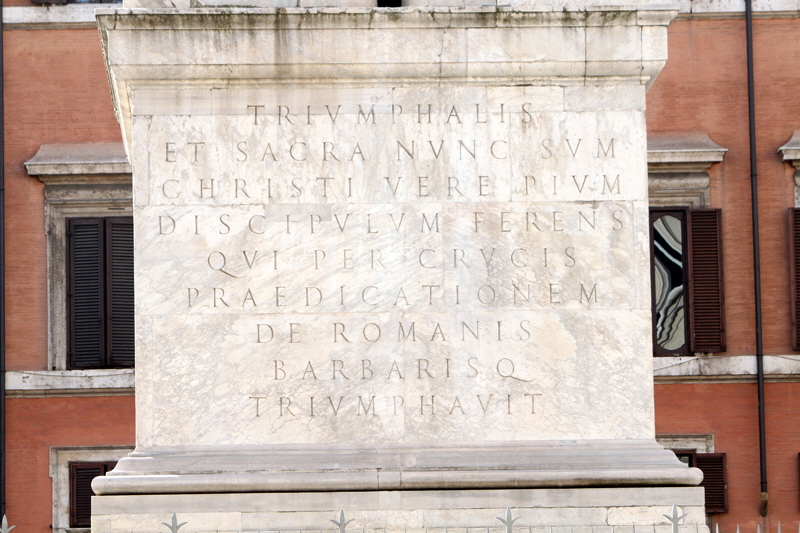 TRIVMPHALIS
ET SACRA NVNC SVM
CHRISTI VERE PIVM
DISCIPVLVM FERENS
QVI PER CRVCIS
PRAEDICATIONEM
DE ROMANIS
BARBARISQ
TRIVMPHAVIT